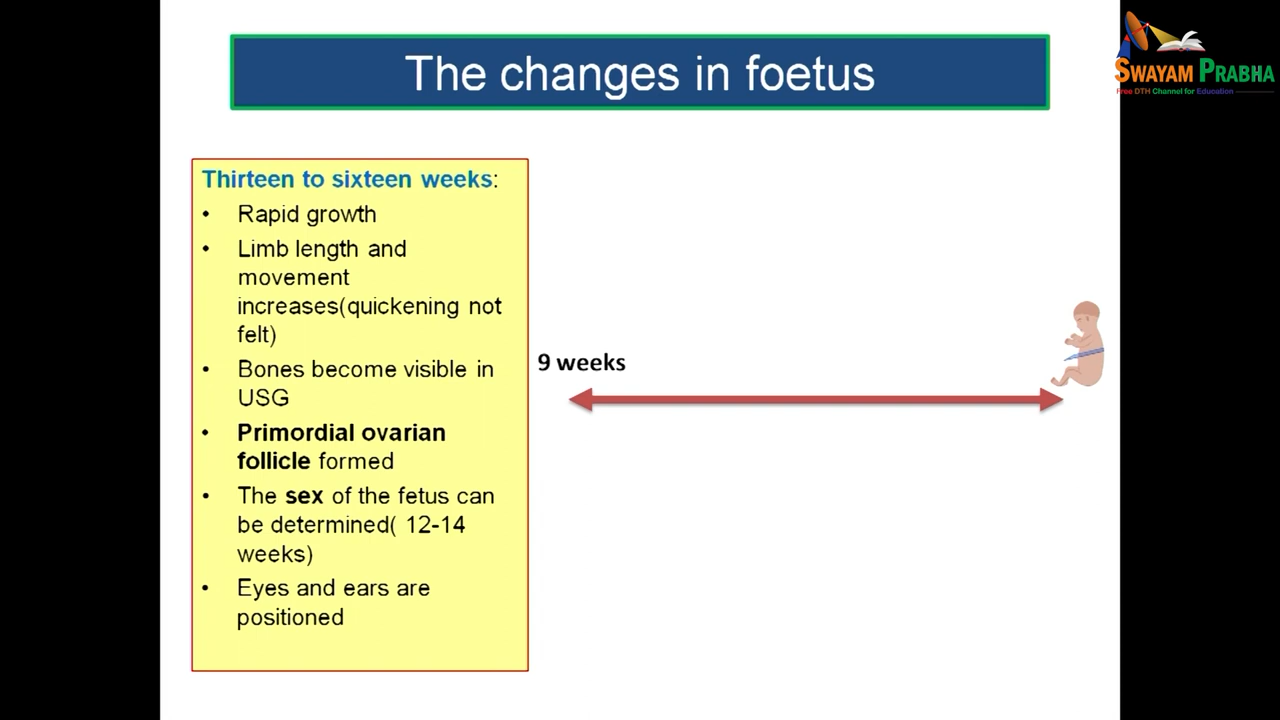 The changes in foetus
SWAYAM PRABHA
Free DTH Channel for Education
Thirteen to sixteen weeks:
• Rapid growth
• Limb length and
movement
increases(quickening not
felt)
• Bones become visible in
USG
• Primordial ovarian
follicle formed
• The sex of the fetus can
be determined( 12-14
weeks)
• Eyes and ears are
positioned
9 weeks